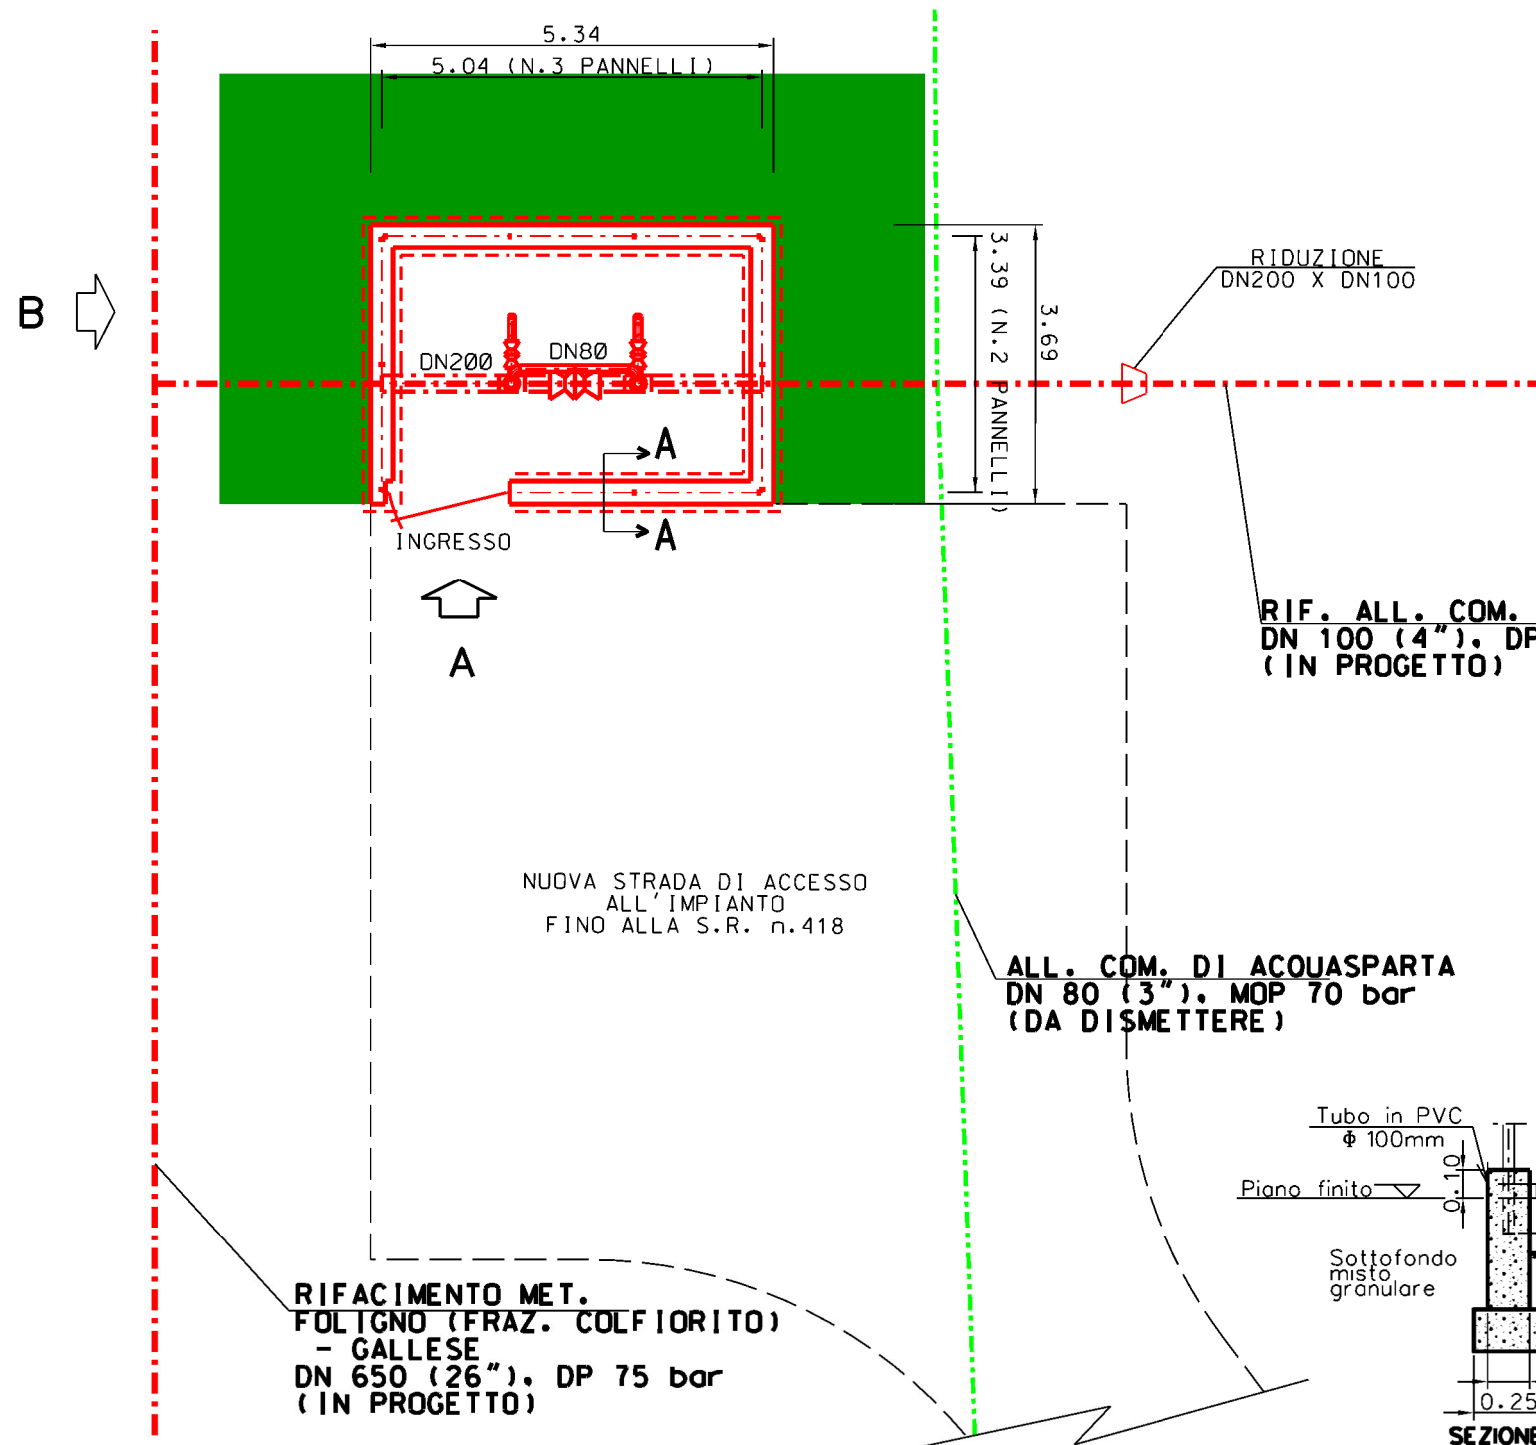 5.34
5.04 (N.3 PANNELLI)
B
3.39 (N.2 PANNELLI)
3.69
RIDUZIONE
DN200 X DN100
DN200
DN80
A
A
INGRESSO
A
RIF. ALL. COM.
DN 100 (4"), DP
(IN PROGETTO)
NUOVA STRADA DI ACCESSO
ALL'IMPIANTO
FINO ALLA S.R. n.418
ALL. COM. DI ACQUASPARTA
DN 80 (3"), MOP 70 bar
(DA DISMETTERE)
Tubo in PVC
Φ 100mm
0.10
Piano finito
Sottofondo
misto
granulare
RIFACIMENTO MET.
FOLIGNO (FRAZ. COLFIORITO)
- GALLESE
DN 650 (26"), DP 75 bar
(IN PROGETTO)
0.25
SEZIONE